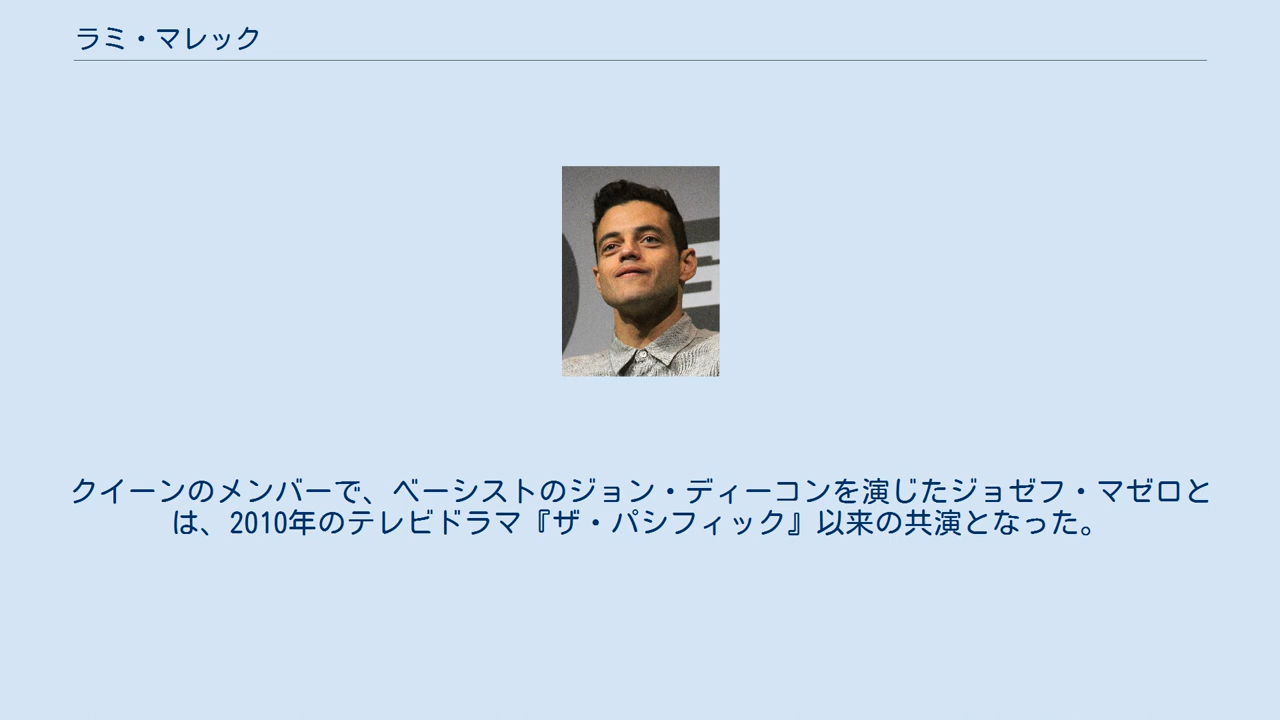 ラミ・マレック
クイーンのメンバーで、ベーシストのジョン・ディーコンを演じたジョゼフ・マゼロと
は、2010年のテレビドラマ『ザ・パシフィック』以来の共演となった。